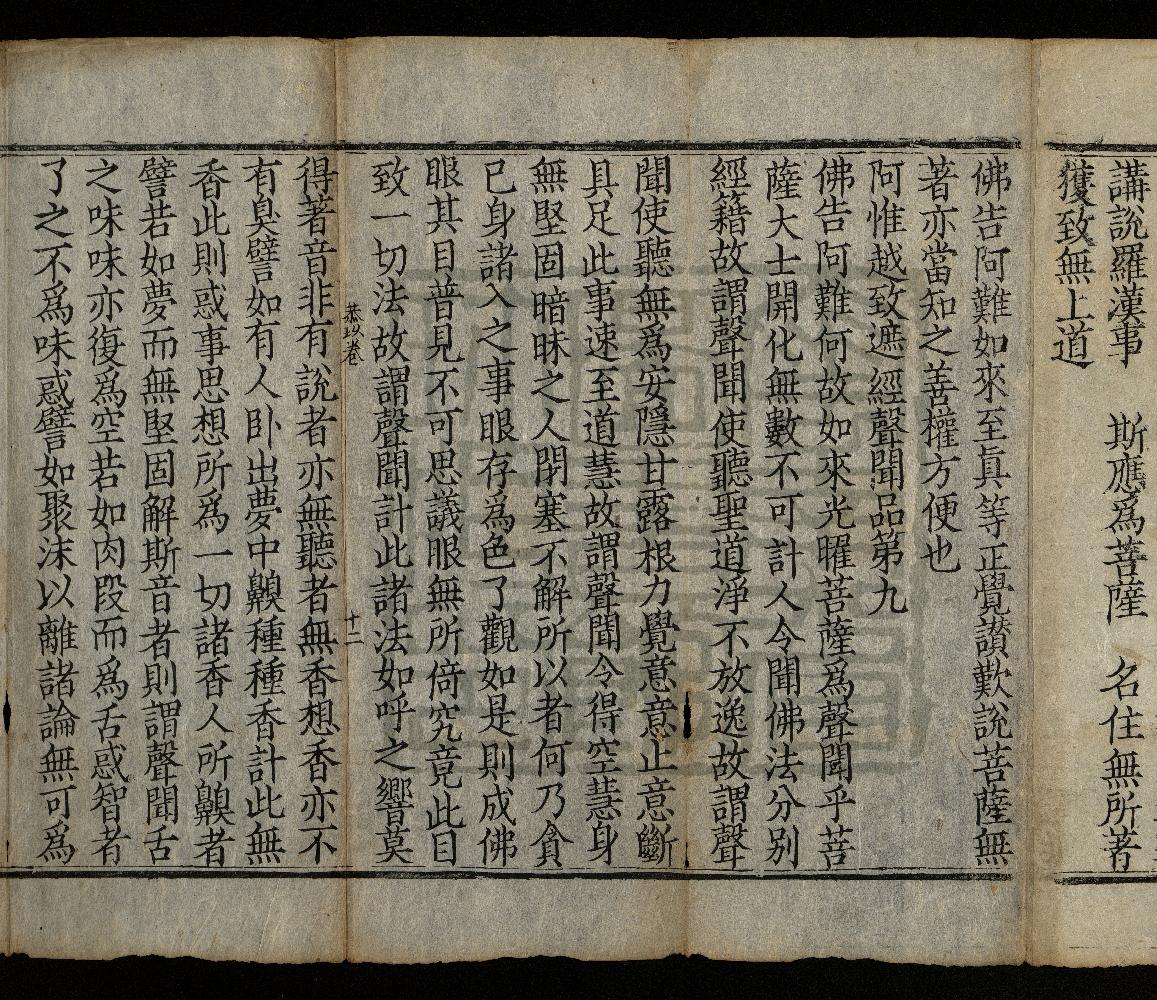 講說羅漢事　斯應爲菩薩　名住無所著
獲致無上道
佛告阿難如來至眞等正覺讃歎說菩薩無
著亦當知之善權方便也
阿惟越致遮經聲聞品第九
佛告阿難何故如來光曜菩薩爲聲聞乎菩
薩大士開化無數不可計人令聞佛法分別
經籍故謂聲聞使聽聖道淨不放逸故謂聲
聞使聽無爲安隱甘露根力覺意意止意斷
具足此事速至道慧故謂聲聞令得空慧身
無堅固暗昧之人閉塞不解所以者何乃貪
已身諸入之事眼存爲色了觀如是則成佛
眼其目普見不可思議眼無所倚究竟此目
致一切法故謂聲聞計此諸法如呼之響莫
得著音非有說者亦無聽者無香想香亦不
有臭譬如有人卧出夢中齅種種香計此無
香此則惑事思想所爲一切諸香人所齅者
譬若如夢而無堅固解斯音者則謂聲聞舌
之味味亦復爲空若如肉段而爲舌惑智者
了之不爲味惑譬如聚沫以離諸論無可爲
十二